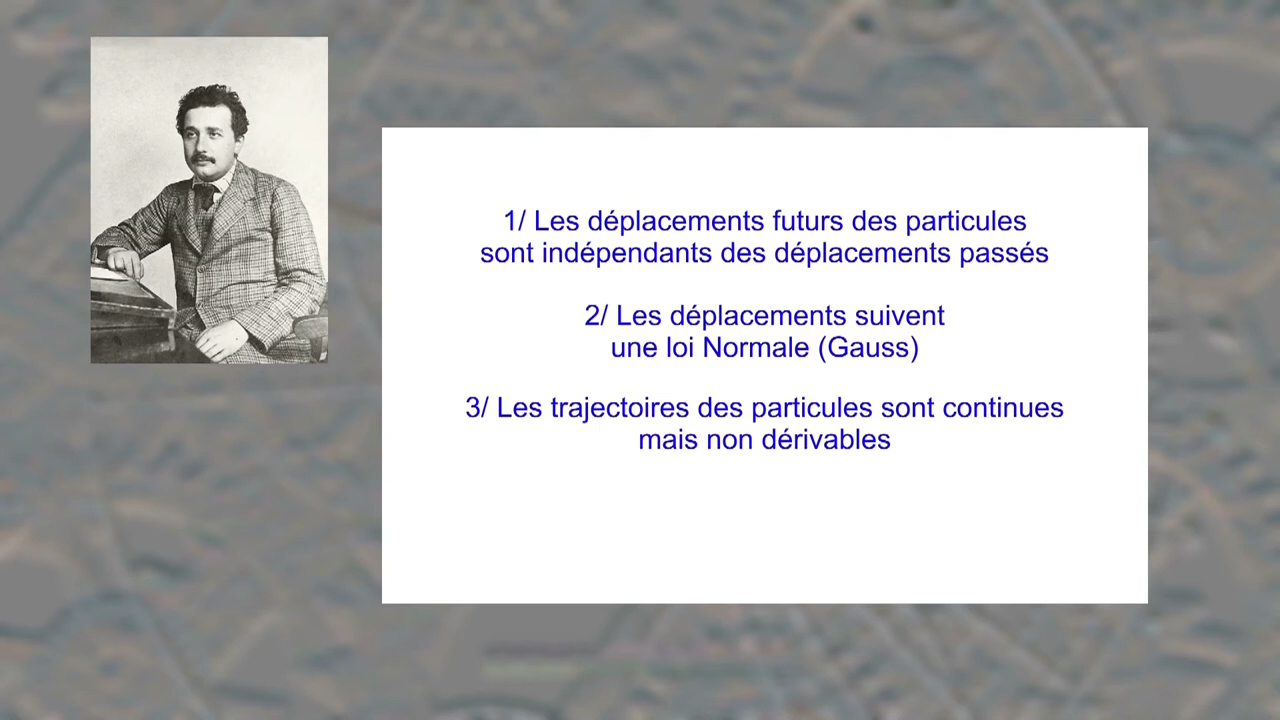 1/ Les déplacements futurs des particules
sont indépendants des déplacements passés
2/ Les déplacements suivent
une loi Normale (Gauss)
3/ Les trajectoires des particules sont continues
mais non dérivables